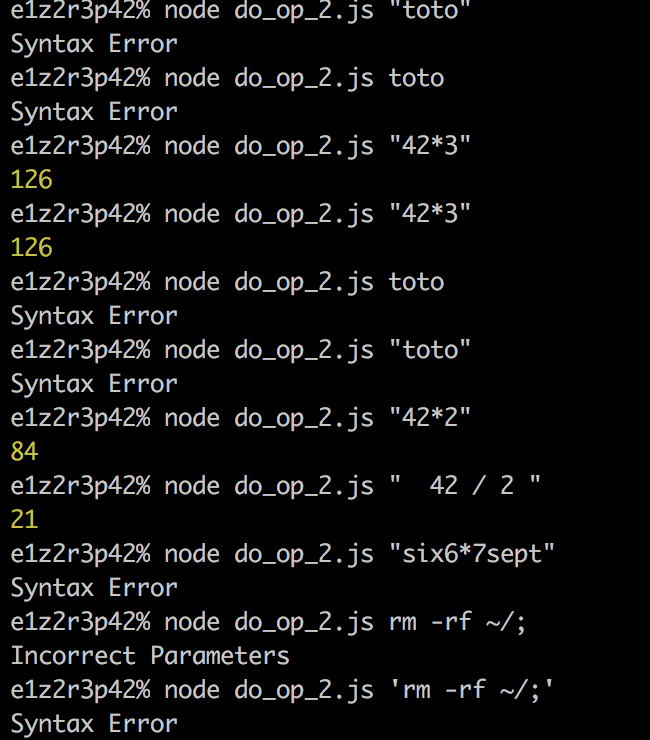 e1z2r3p42% node do_op_2.js "toto"
Syntax Error
e1z2r3p42% node do_op_2.js toto
Syntax Error
e1z2r3p42% node do_op_2.js "42*3"
126
e1z2r3p42% node do_op_2.js "42*3"
126
e1z2r3p42% node do_op_2.js toto
Syntax Error
e1z2r3p42% node do_op_2.js "toto"
Syntax Error
e1z2r3p42% node do_op_2.js "42*2"
84
e1z2r3p42% node do_op_2.js "  42 / 2 "
21
e1z2r3p42% node do_op_2.js "six6*7sept"
Syntax Error
e1z2r3p42% node do_op_2.js rm -rf ~/;
Incorrect Parameters
e1z2r3p42% node do_op_2.js 'rm -rf ~/;'
Syntax Error